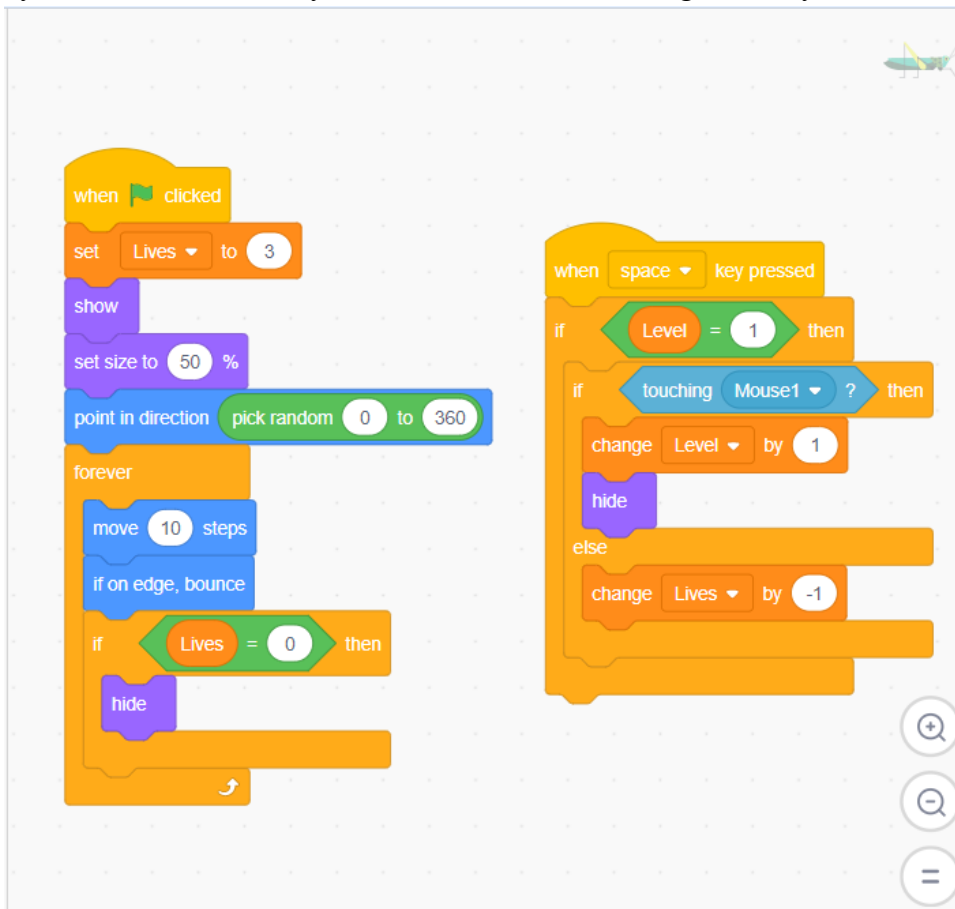 when clicked
set Lives to 3
show
set size to 50 %
point in direction pick random 0 to 360
forever
move 10 steps
if on edge, bounce
if Lives = 0 then
hide
when space key pressed
if Level = 1 then
if touching Mouse1 ? then
change Level by 1
hide
else
change Lives by -1